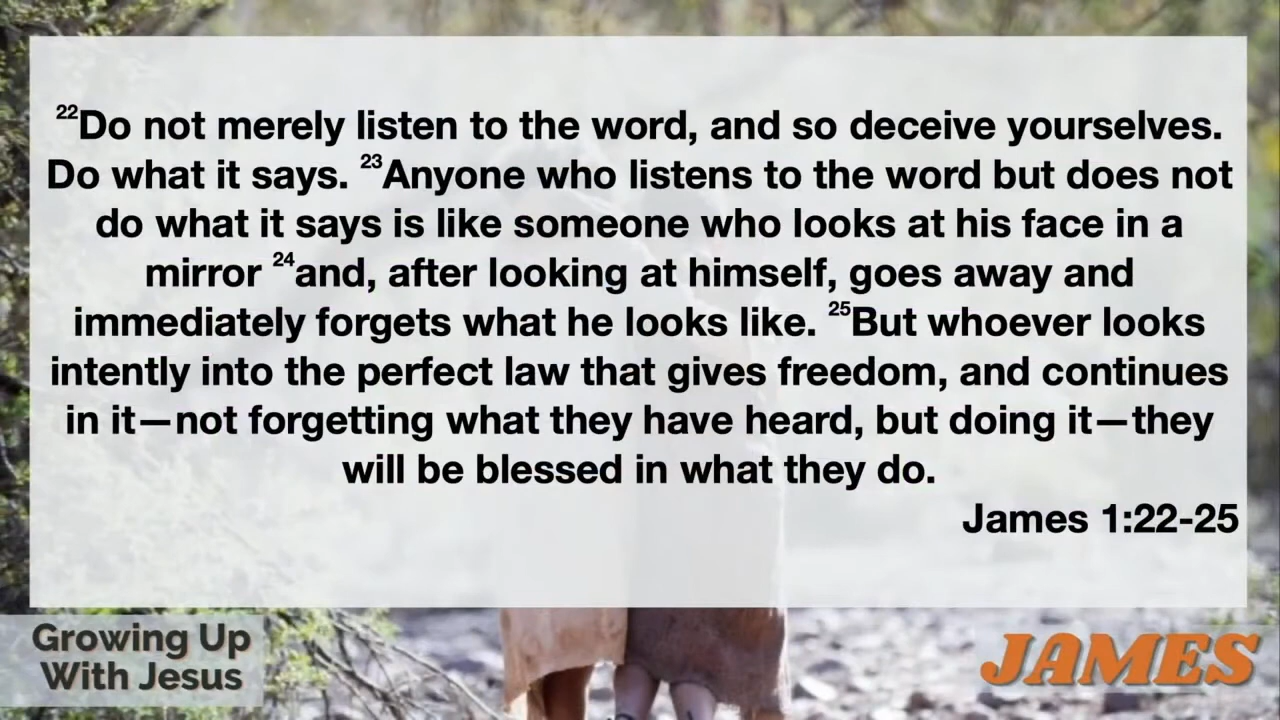 22Do not merely listen to the word, and so deceive yourselves.
Do what it says. 23Anyone who listens to the word but does not
do what it says is like someone who looks at his face in a
mirror 24and, after looking at himself, goes away and
immediately forgets what he looks like. 25But whoever looks
intently into the perfect law that gives freedom, and continues
in it—not forgetting what they have heard, but doing it—they
will be blessed in what they do.
James 1:22-25
Growing Up
With Jesus
JAMES